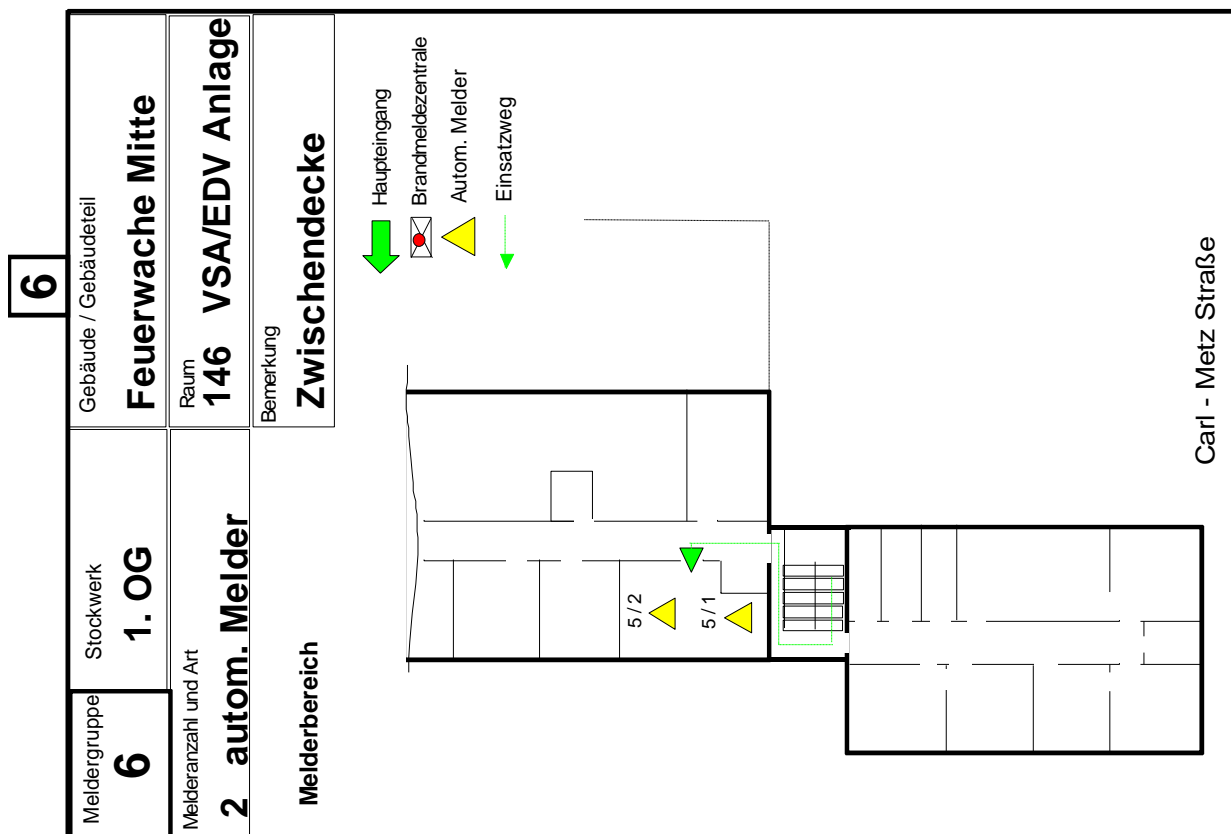 6
Meldergruppe
6
Stockwerk
1. OG
Gebäude / Gebäudeteil
Feuerwache Mitte
Melderanzahl und Art
2 autom. Melder
Raum
146 VSA/EDV Anlage
Melderbereich
Bemerkung
Zwischendecke
Haupteingang
Brandmeldezentrale
Autom. Melder
Einsatzweg
5 / 2
5 / 1
Carl - Metz Straße